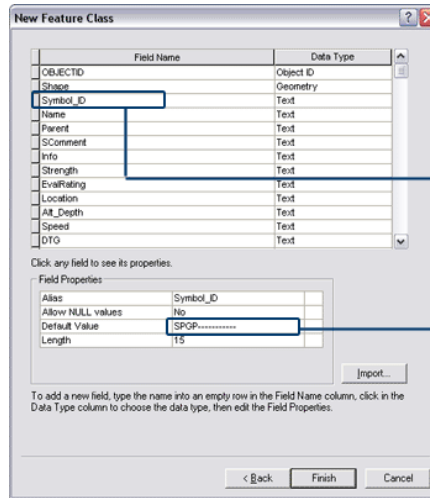 New Feature Class
Field Name Data Type
OBJECTID Object ID
Shape Geometry
Symbol_ID Text
Name Text
Parent Text
SComment Text
Info Text
Strength Text
EvalRating Text
Location Text
Alt_Depth Text
Speed Text
DTG Text
Click any field to see its properties.
Field Properties
Alias Symbol_ID
Allow NULL values No
Default Value SPGP-----------
Length 15
Import...
To add a new field, type the name into an empty row in the Field Name column, click in the
Data Type column to choose the data type, then edit the Field Properties.
< Back Finish Cancel